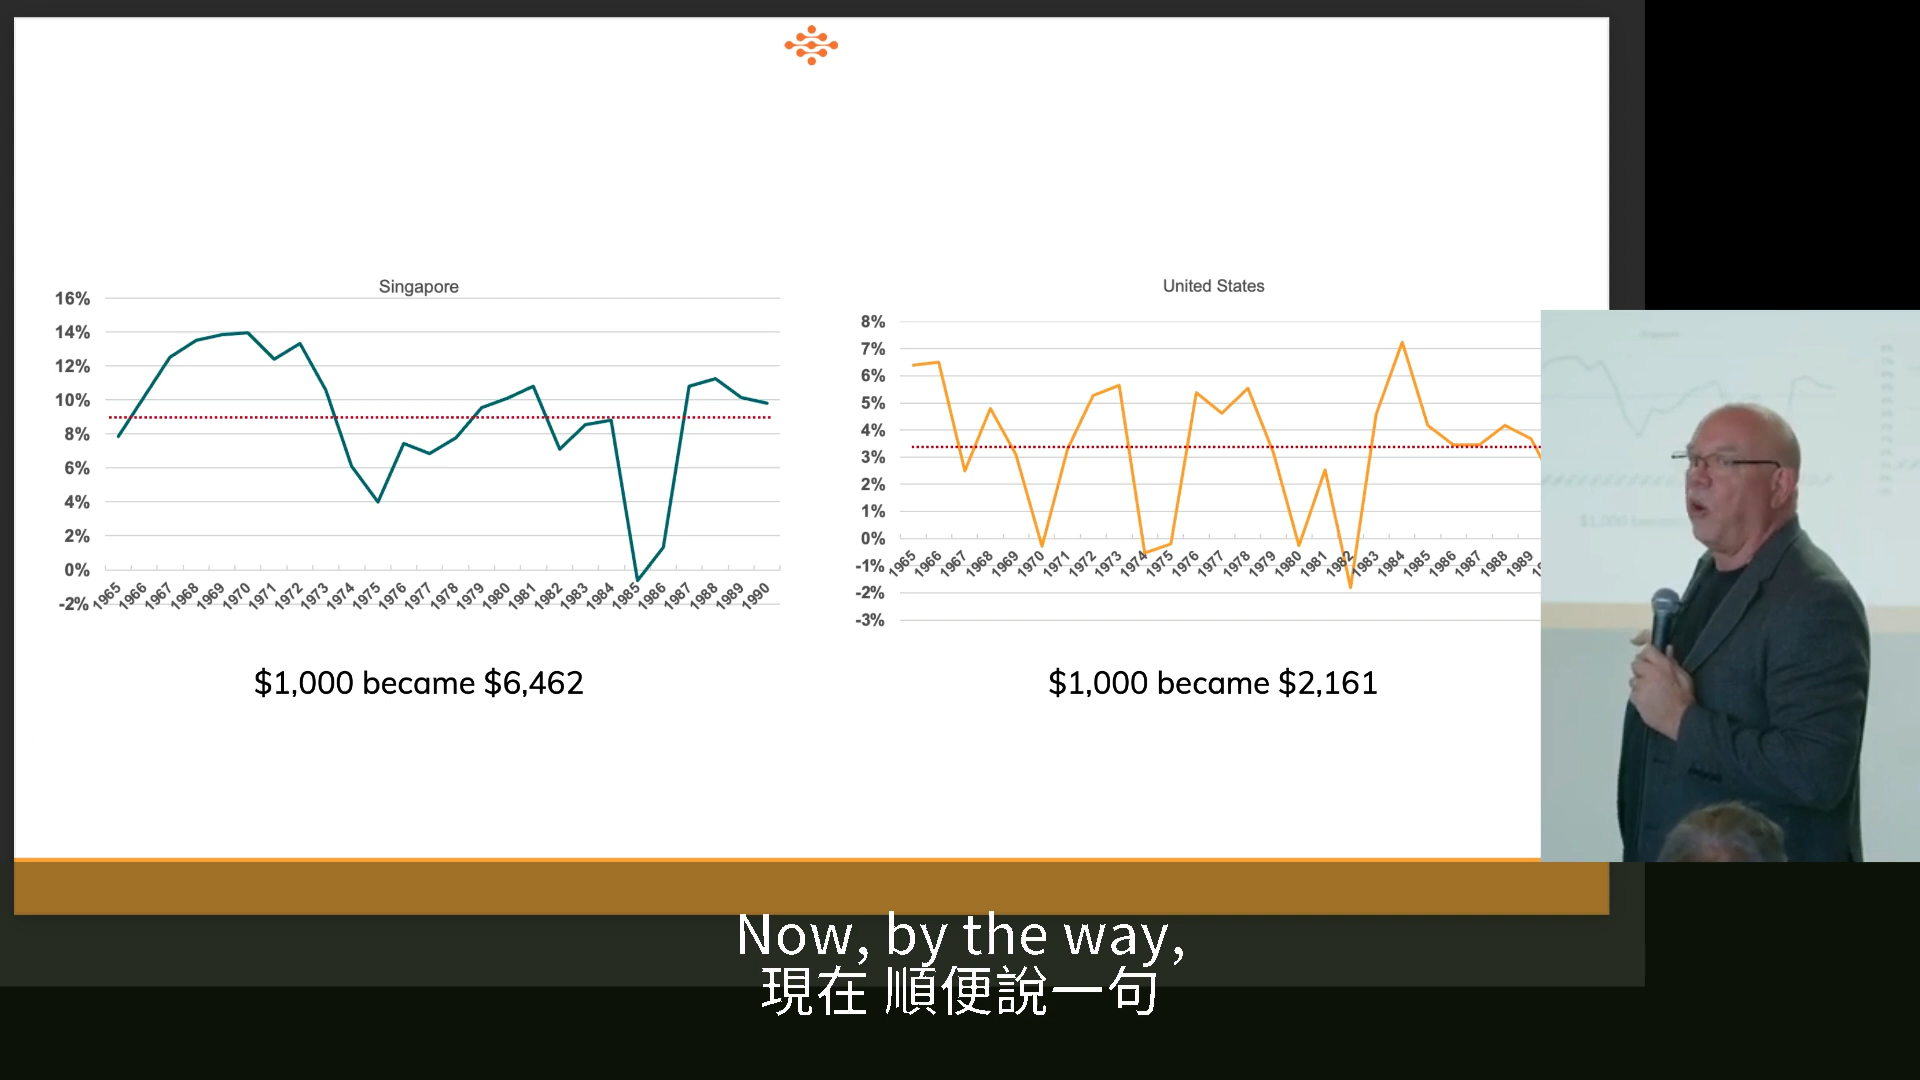 Singapore
16%
14%
12%
10%
8%
6%
4%
2%
0%
-2%
1965 1966 1967 1968 1969 1970 1971 1972 1973 1974 1975 1976 1977 1978 1979 1980 1981 1982 1983 1984 1985 1986 1987 1988 1989 1990
$1,000 became $6,462
United States
8%
7%
6%
5%
4%
3%
2%
1%
0%
-1%
-2%
-3%
1965 1966 1967 1968 1969 1970 1971 1972 1973 1974 1975 1976 1977 1978 1979 1980 1981 1982 1983 1984 1985 1986 1987 1988 1989
$1,000 became $2,161
Now, by the way,
現在 順便說一句